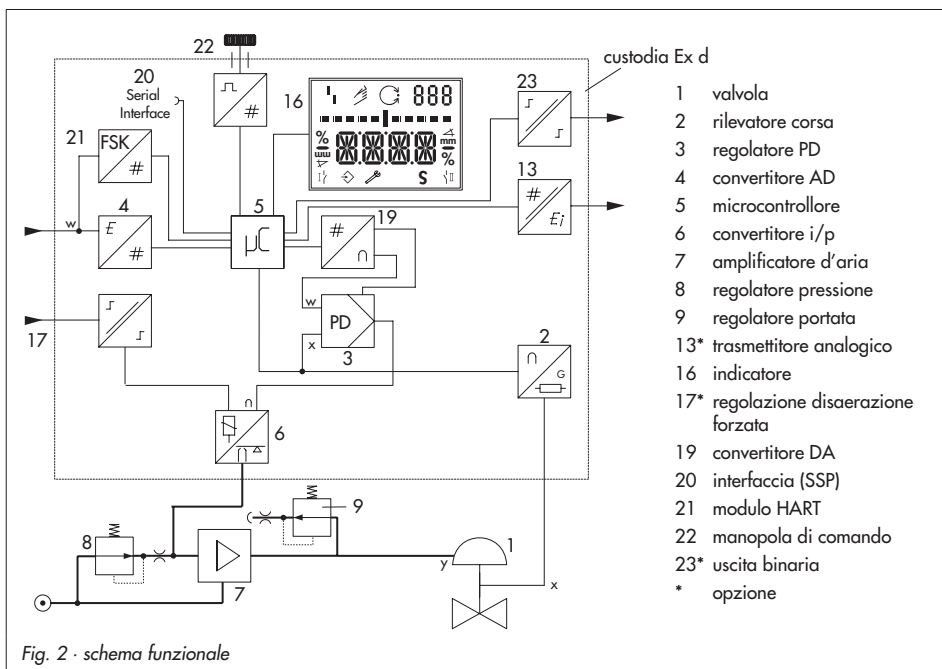 22
custodia Ex d
20
Serial
Interface
#
16
888
%
mm
mm
%
S
I
II
23
21
FSK
#
w
4
E
#
5
µC
19
#
13
#
Ei
w
PD
x
3
2
G
17
6
9
8
7
1
y
x
1 valvola
2 rilevatore corsa
3 regolatore PD
4 convertitore AD
5 microcontrollore
6 convertitore i/p
7 amplificatore d'aria
8 regolatore pressione
9 regolatore portata
13* trasmettitore analogico
16 indicatore
17* regolazione disaerazione
forzata
19 convertitore DA
20 interfaccia (SSP)
21 modulo HART
22 manopola di comando
23* uscita binaria
* opzione
Fig. 2 · schema funzionale